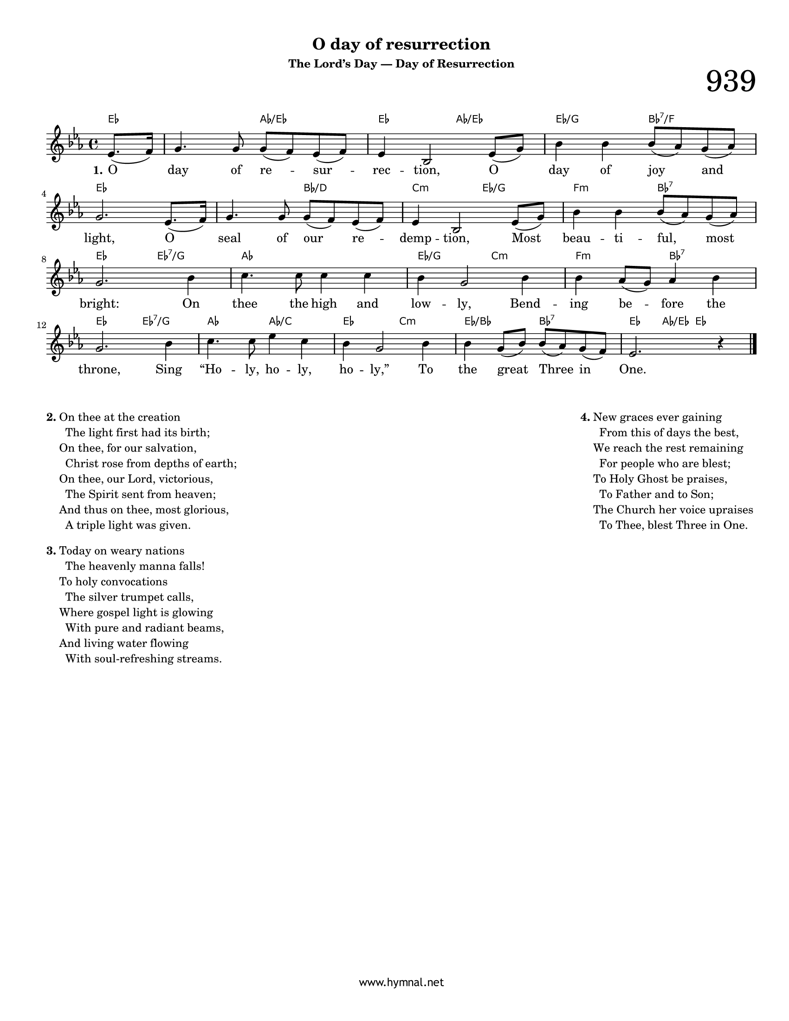 O day of resurrection
The Lord's Day — Day of Resurrection
939
E♭ A♭/E♭ E♭ A♭/E♭ E♭/G B♭7/F
1. O day of re - sur - rec - tion, O day of joy and
4 E♭ B♭/D Cm E♭/G Fm B♭7
light, O seal of our re - demp - tion, Most beau - ti - ful, most
8 E♭ E♭7/G A♭ E♭/G Cm Fm B♭7
bright: On thee the high and low - ly, Bend - ing be - fore the
12 E♭ E♭7/G A♭ A♭/C E♭ Cm E♭/B♭ B♭7 E♭ A♭/E♭ E♭
throne, Sing “Ho - ly, ho - ly, ho - ly,” To the great Three in One.
2. On thee at the creation
The light first had its birth;
On thee, for our salvation,
Christ rose from depths of earth;
On thee, our Lord, victorious,
The Spirit sent from heaven;
And thus on thee, most glorious,
A triple light was given.
3. Today on weary nations
The heavenly manna falls!
To holy convocations
The silver trumpet calls,
Where gospel light is glowing
With pure and radiant beams,
And living water flowing
With soul-refreshing streams.
4. New graces ever gaining
From this of days the best,
We reach the rest remaining
For people who are blest;
To Holy Ghost be praises,
To Father and to Son;
The Church her voice upraises
To Thee, blest Three in One.
www.hymnal.net